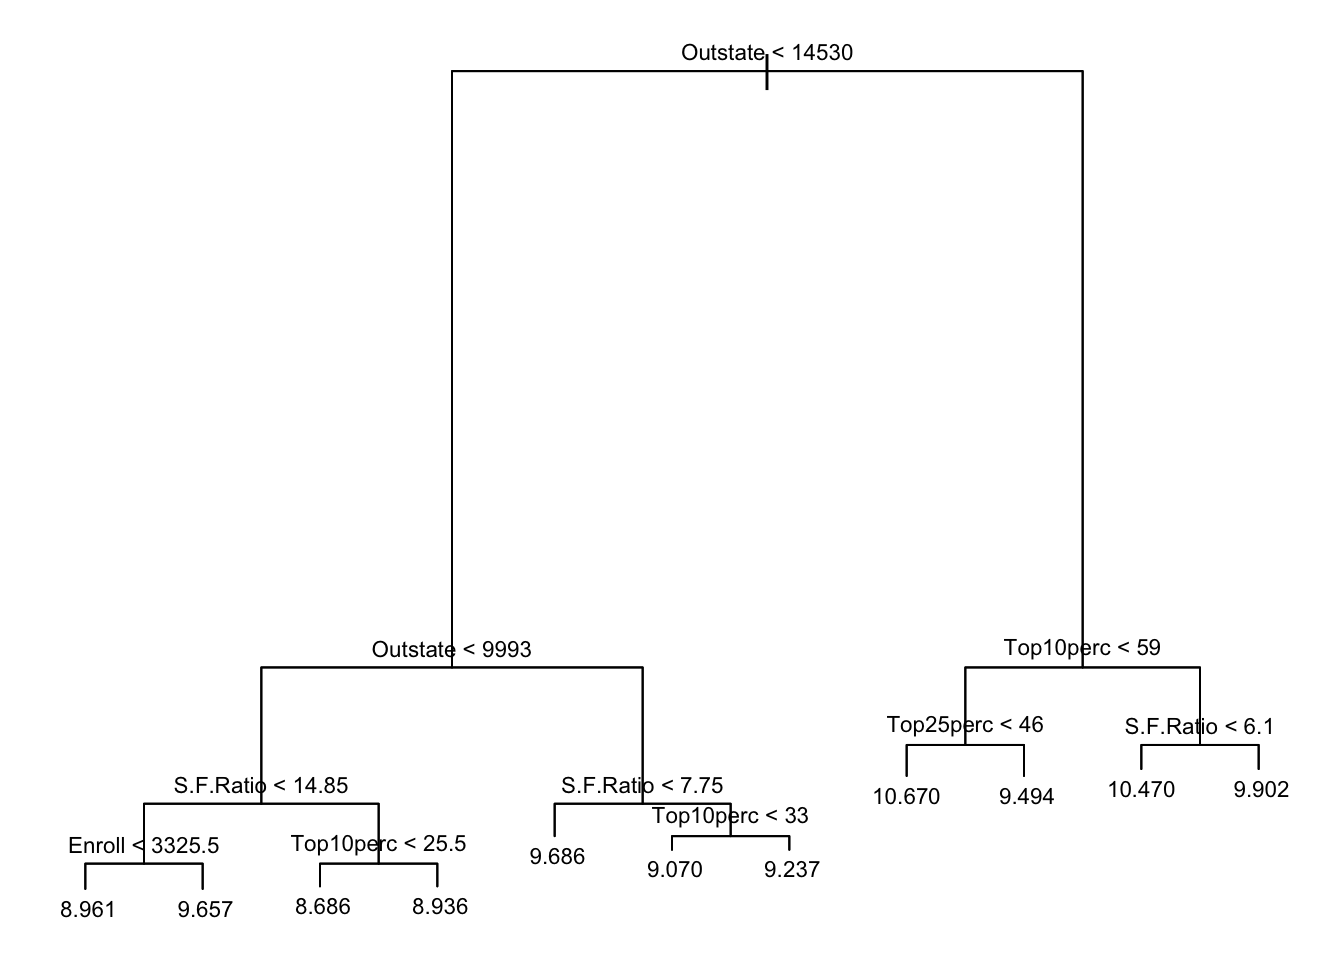 Outstate < 14530
Outstate < 9993
Top10perc < 59
Top25perc < 46
S.F.Ratio < 6.1
S.F.Ratio < 14.85
S.F.Ratio < 7.75
10.670
9.494
10.470
9.902
Top10perc < 33
Enroll < 3325.5
Top10perc < 25.5
9.686
9.070
9.237
8.961
9.657
8.686
8.936